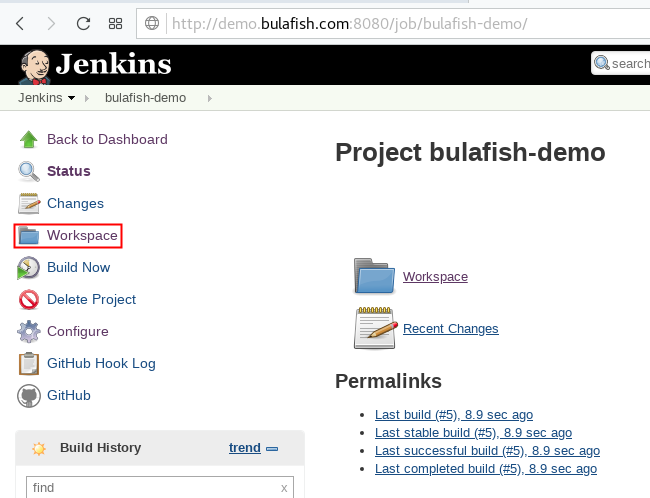 http://demo.bulafish.com:8080/job/bulafish-demo/
Jenkins
search
Jenkins
bulafish-demo
Back to Dashboard
Status
Changes
Workspace
Build Now
Delete Project
Configure
GitHub Hook Log
GitHub
Build History
trend
find
x
Project bulafish-demo
Workspace
Recent Changes
Permalinks
Last build (#5), 8.9 sec ago
Last stable build (#5), 8.9 sec ago
Last successful build (#5), 8.9 sec ago
Last completed build (#5), 8.9 sec ago